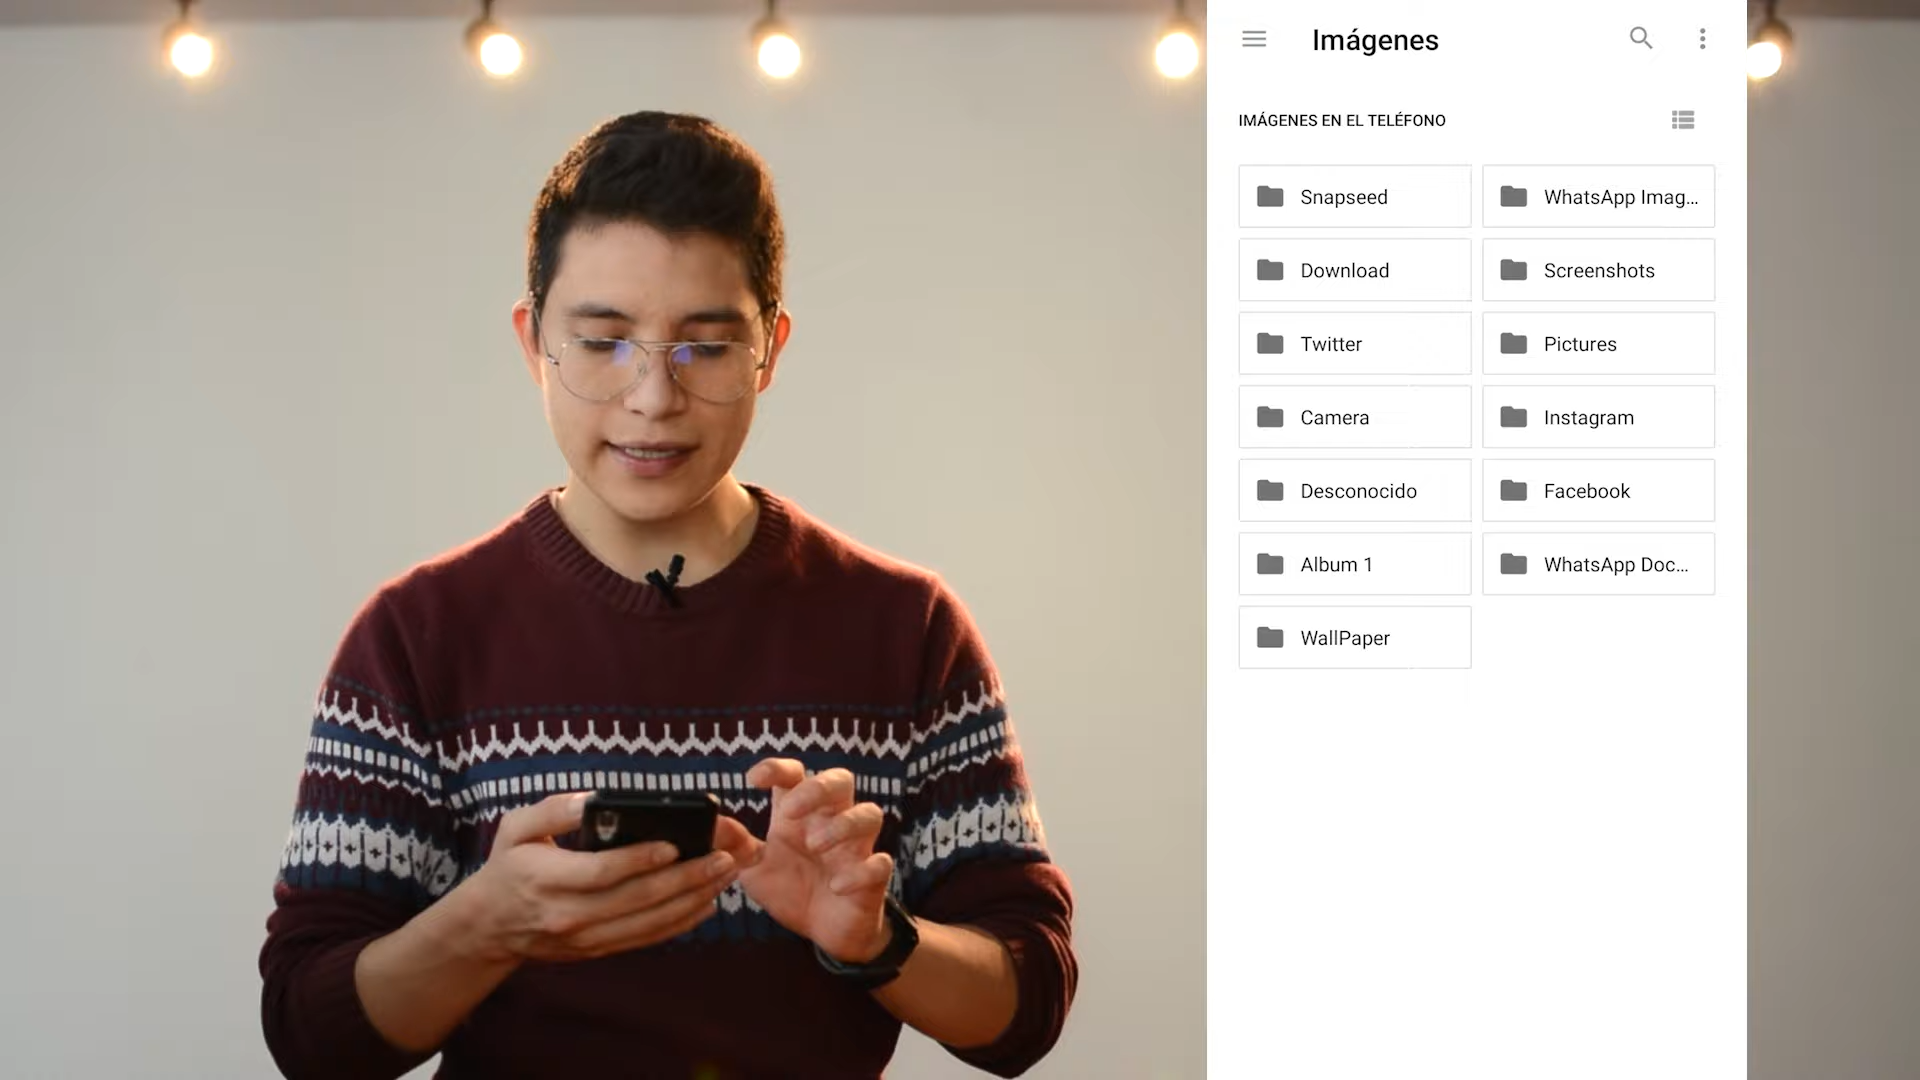 Imágenes
IMÁGENES EN EL TELÉFONO
Snapseed
WhatsApp Imag...
Download
Screenshots
Twitter
Pictures
Camera
Instagram
Desconocido
Facebook
Album 1
WhatsApp Doc...
WallPaper